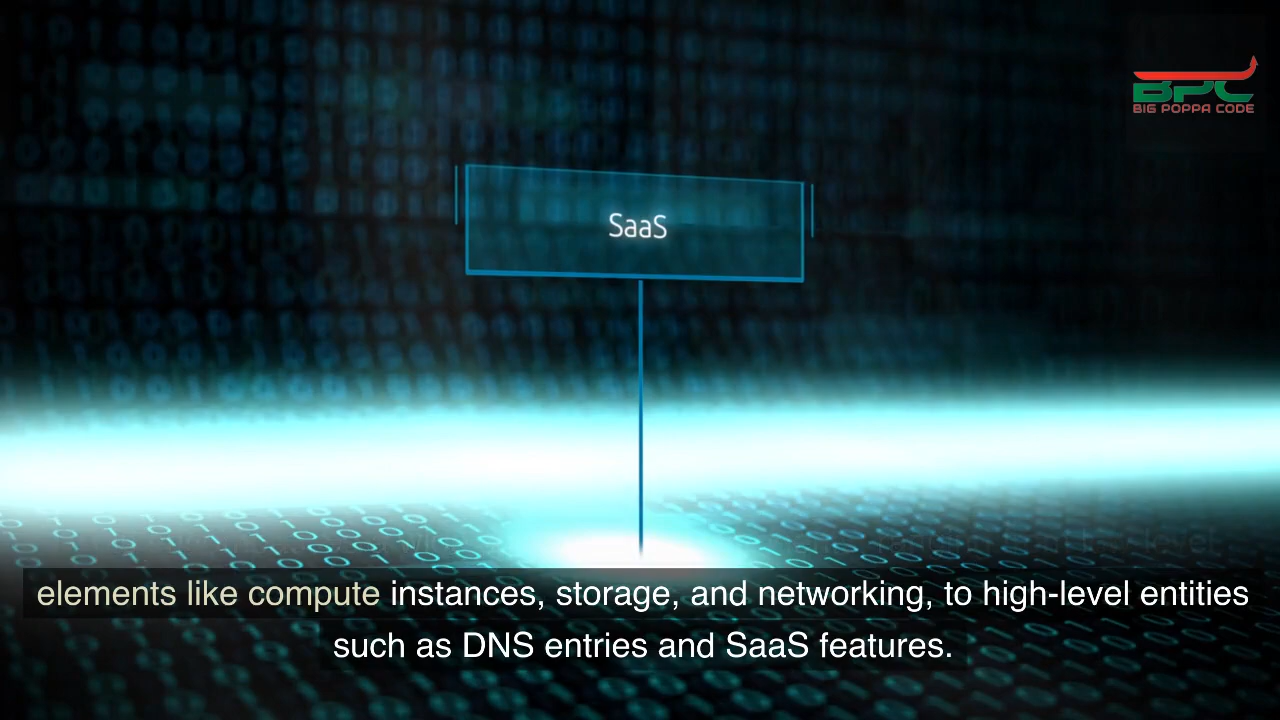 BPC
BIG POPPA CODE
SaaS
elements like compute instances, storage, and networking, to high-level entities
such as DNS entries and SaaS features.